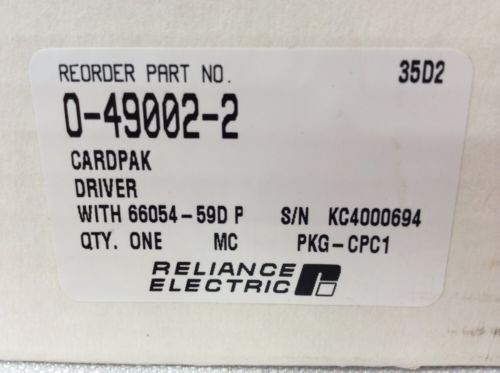 REORDER PART NO. 35D2
0-49002-2
CARDPAK
DRIVER
WITH 66054-59D P S/N KC4000694
QTY. ONE MC PKG-CPC1
RELIANCE
ELECTRIC